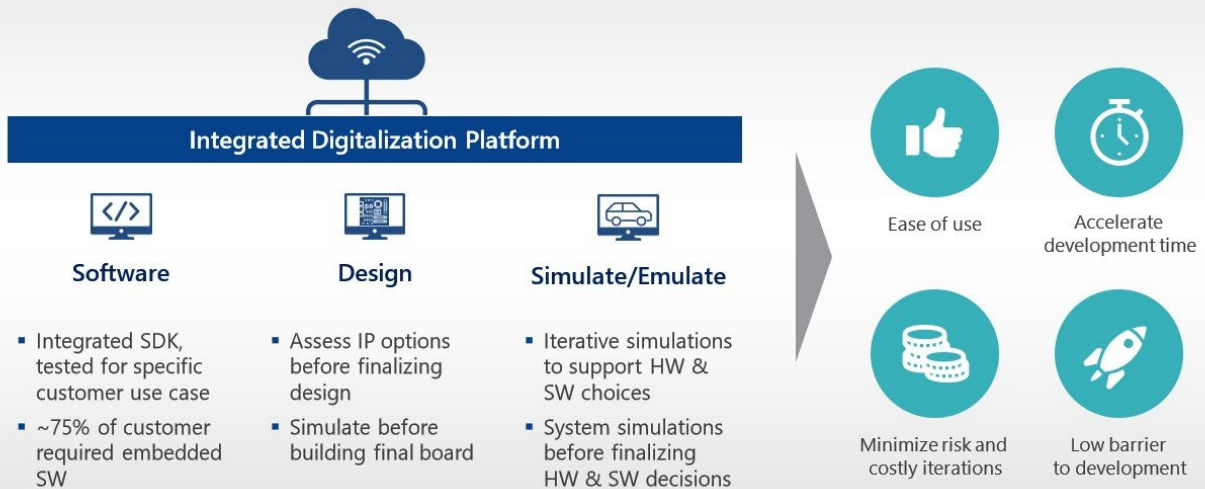 Integrated Digitalization Platform
</>
Software
▪ Integrated SDK,
tested for specific
customer use case
▪ ~75% of customer
required embedded
SW
Design
▪ Assess IP options
before finalizing
design
▪ Simulate before
building final board
Simulate/Emulate
▪ Iterative simulations
to support HW &
SW choices
▪ System simulations
before finalizing
HW & SW decisions
Ease of use
Accelerate
development time
Minimize risk and
costly iterations
Low barrier
to development